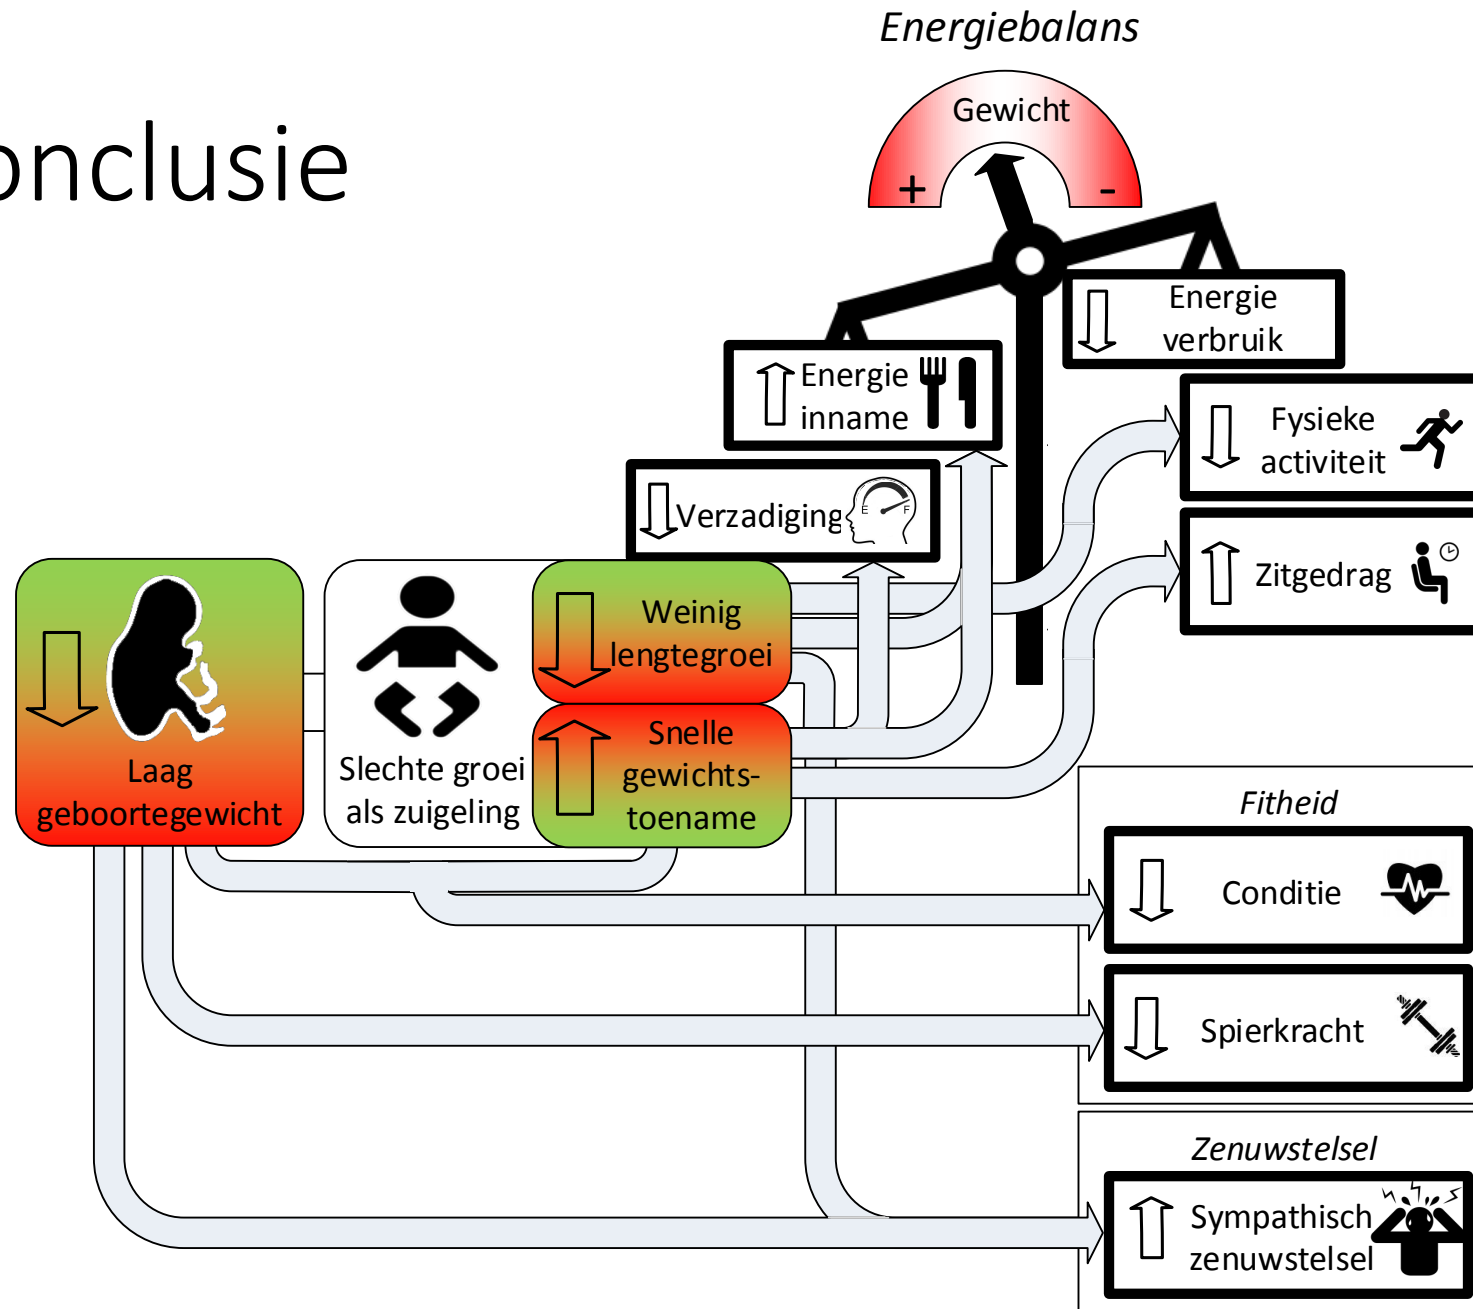 Energiebalans
onclusie
Gewicht
+ -
Energie
verbruik
Energie
inname
Fysieke
activiteit
Verzadiging
E F
Zitgedrag
Weinig
lengtegroei
Snelle
gewichts-
toename
Slechte groei
als zuigeling
Laag
geboortegewicht
Fitheid
Conditie
Spierkracht
Zenuwstelsel
Sympathisch
zenuwstelsel